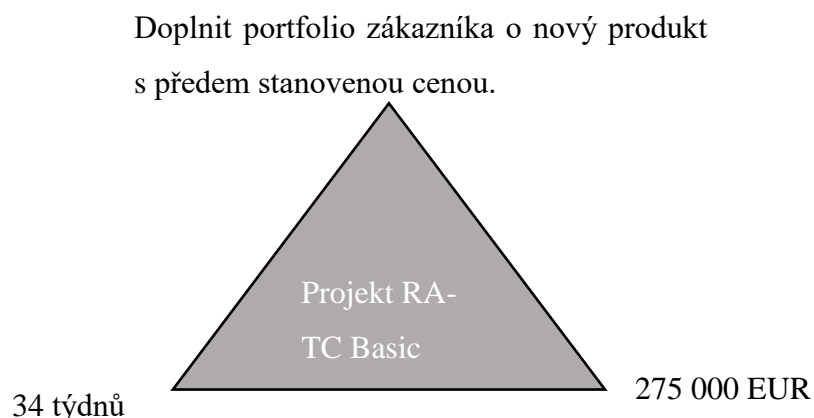 Doplnit portfolio zákazníka o nový produkt
s předem stanovenou cenou.
Projekt RA-
TC Basic
34 týdnů
275 000 EUR